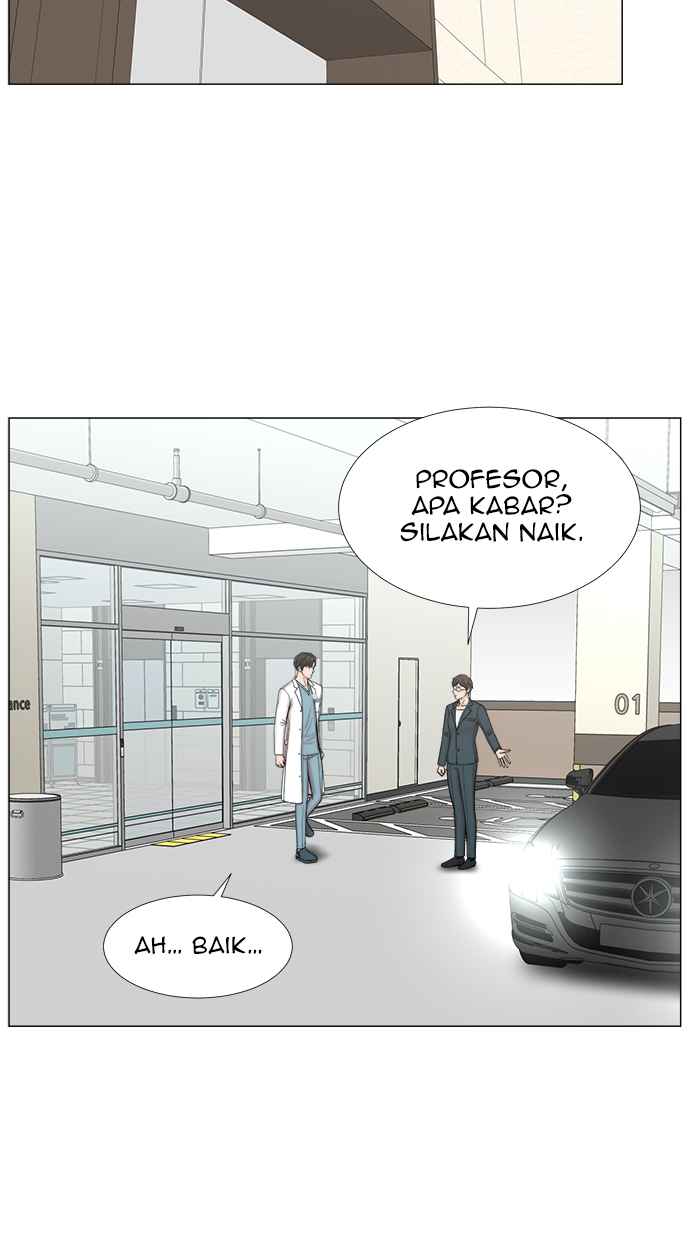 PROFESOR,
APA KABAR?
SILAKAN NAIK.
01
ance
AH... BAIK...